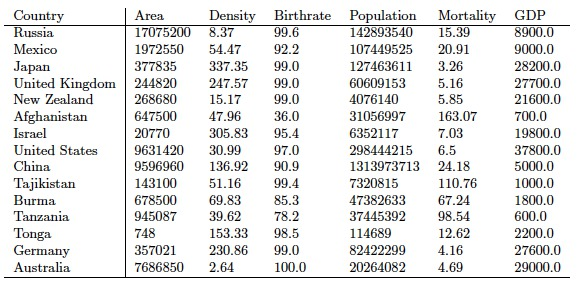 Country Area Density Birthrate Population Mortality GDP
Russia 17075200 8.37 99.6 142893540 15.39 8900.0
Mexico 1972550 54.47 92.2 107449525 20.91 9000.0
Japan 377835 337.35 99.0 127463611 3.26 28200.0
United Kingdom 244820 247.57 99.0 60609153 5.16 27700.0
New Zealand 268680 15.17 99.0 4076140 5.85 21600.0
Afghanistan 647500 47.96 36.0 31056997 163.07 700.0
Israel 20770 305.83 95.4 6352117 7.03 19800.0
United States 9631420 30.99 97.0 298444215 6.5 37800.0
China 9596960 136.92 90.9 1313973713 24.18 5000.0
Tajikistan 143100 51.16 99.4 7320815 110.76 1000.0
Burma 678500 69.83 85.3 47382633 67.24 1800.0
Tanzania 945087 39.62 78.2 37445392 98.54 600.0
Tonga 748 153.33 98.5 114689 12.62 2200.0
Germany 357021 230.86 99.0 82422299 4.16 27600.0
Australia 7686850 2.64 100.0 20264082 4.69 29000.0